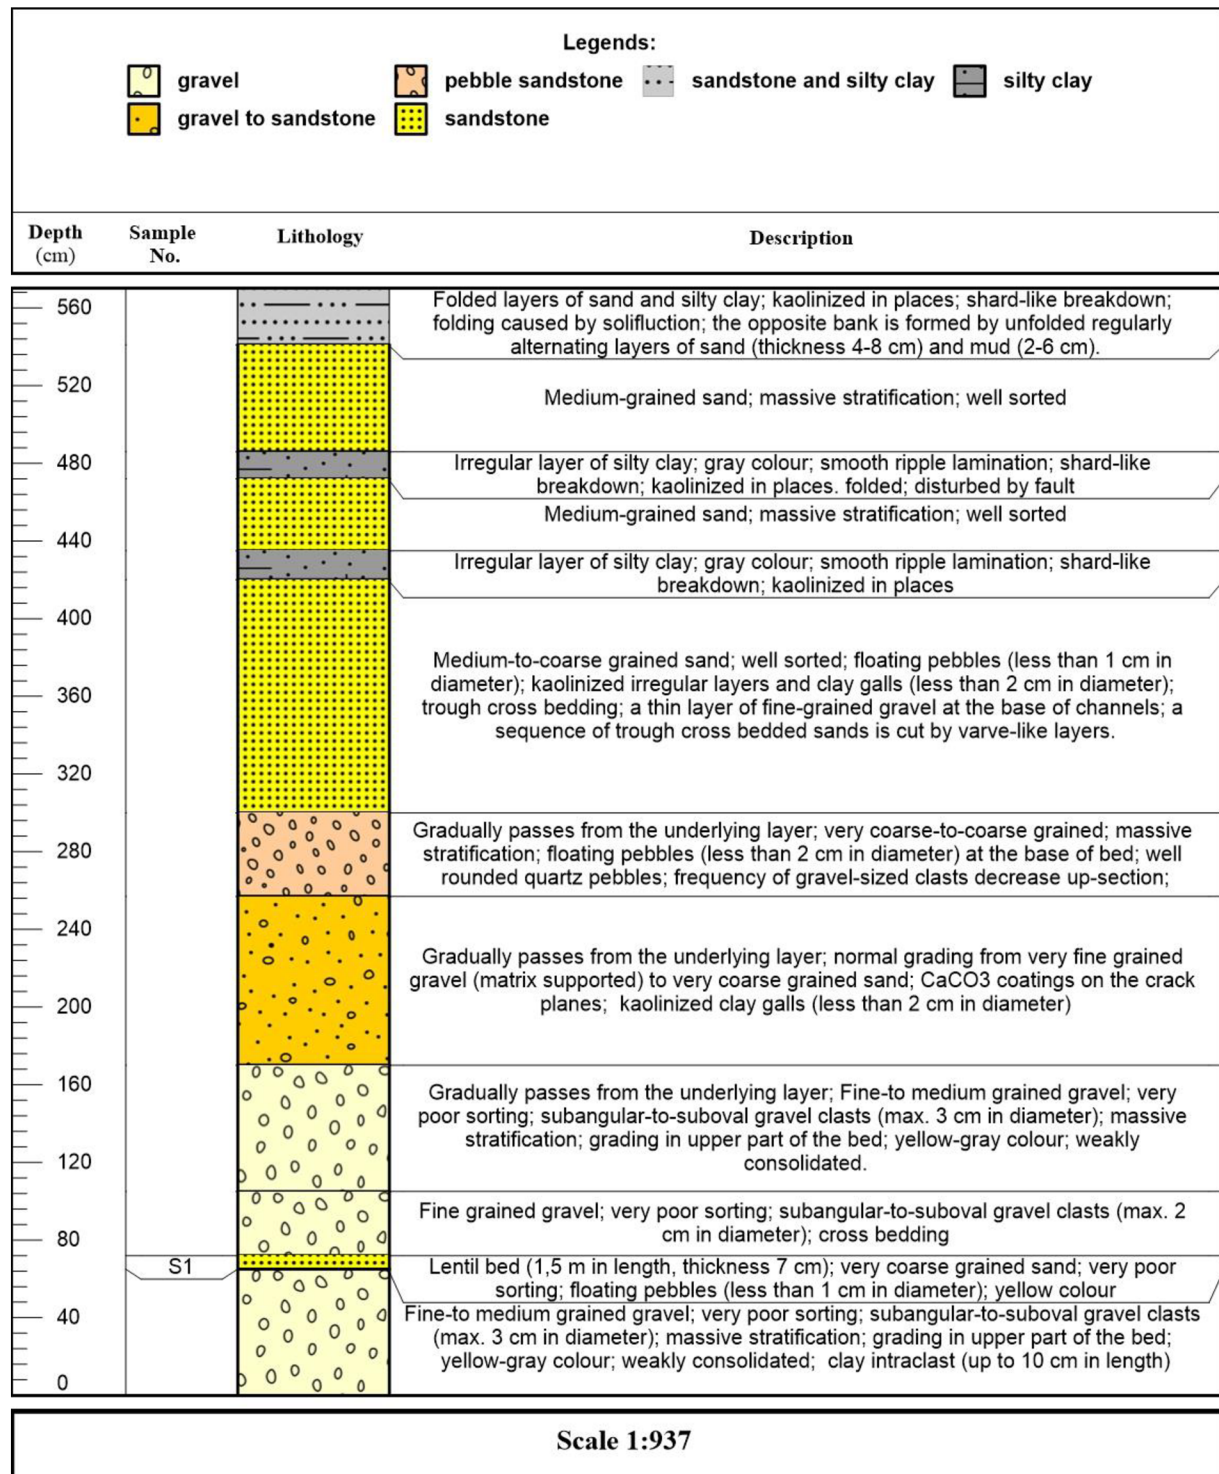 Legends:
gravel
pebble sandstone
sandstone and silty clay
silty clay
gravel to sandstone
sandstone
Depth
(cm)
Sample
No.
Lithology
Description
560
Folded layers of sand and silty clay; kaolinized in places; shard-like breakdown;
folding caused by solifluction; the opposite bank is formed by unfolded regularly
alternating layers of sand (thickness 4-8 cm) and mud (2-6 cm).
520
Medium-grained sand; massive stratification; well sorted
480
Irregular layer of silty clay; gray colour; smooth ripple lamination; shard-like
breakdown; kaolinized in places. folded; disturbed by fault
Medium-grained sand; massive stratification; well sorted
440
Irregular layer of silty clay; gray colour; smooth ripple lamination; shard-like
breakdown; kaolinized in places
400
Medium-to-coarse grained sand; well sorted; floating pebbles (less than 1 cm in
diameter); kaolinized irregular layers and clay galls (less than 2 cm in diameter);
360
trough cross bedding; a thin layer of fine-grained gravel at the base of channels; a
sequence of trough cross bedded sands is cut by varve-like layers.
320
Gradually passes from the underlying layer; very coarse-to-coarse grained; massive
280
stratification; floating pebbles (less than 2 cm in diameter) at the base of bed; well
rounded quartz pebbles; frequency of gravel-sized clasts decrease up-section;
240
Gradually passes from the underlying layer; normal grading from very fine grained
gravel (matrix supported) to very coarse grained sand; CaCO3 coatings on the crack
200
planes; kaolinized clay galls (less than 2 cm in diameter)
160
Gradually passes from the underlying layer; Fine-to medium grained gravel; very
poor sorting; subangular-to-suboval gravel clasts (max. 3 cm in diameter); massive
stratification; grading in upper part of the bed; yellow-gray colour; weakly
120
consolidated.
Fine grained gravel; very poor sorting; subangular-to-suboval gravel clasts (max. 2
cm in diameter); cross bedding
80
S1
Lentil bed (1,5 m in length, thickness 7 cm); very coarse grained sand; very poor
sorting; floating pebbles (less than 1 cm in diameter); yellow colour
40
Fine-to medium grained gravel; very poor sorting; subangular-to-suboval gravel clasts
(max. 3 cm in diameter); massive stratification; grading in upper part of the bed;
yellow-gray colour; weakly consolidated; clay intraclast (up to 10 cm in length)
0
Scale 1:937